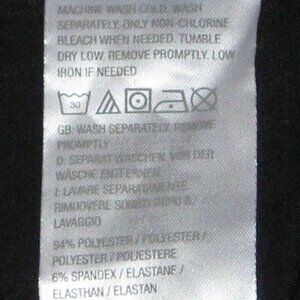 MACHINE WASH COLD. WASH
SEPARATELY. ONLY NON-CHLORINE
BLEACH WHEN NEEDED. TUMBLE
DRY LOW. REMOVE PROMPTLY. LOW
IRON IF NEEDED
30
GB: WASH SEPARATELY. REMOVE
PROMPTLY
D: SEPARAT WASCHEN. VON DER
WÄSCHE ENTFERNEN.
I: LAVARE SEPARATAMENTE.
RIMUOVERE SUBITO DOPO IL
LAVAGGIO
94% POLYESTER / POLYESTER /
POLYESTER / POLIESTERE
6% SPANDEX / ELASTANE /
ELASTHAN / ELASTAN